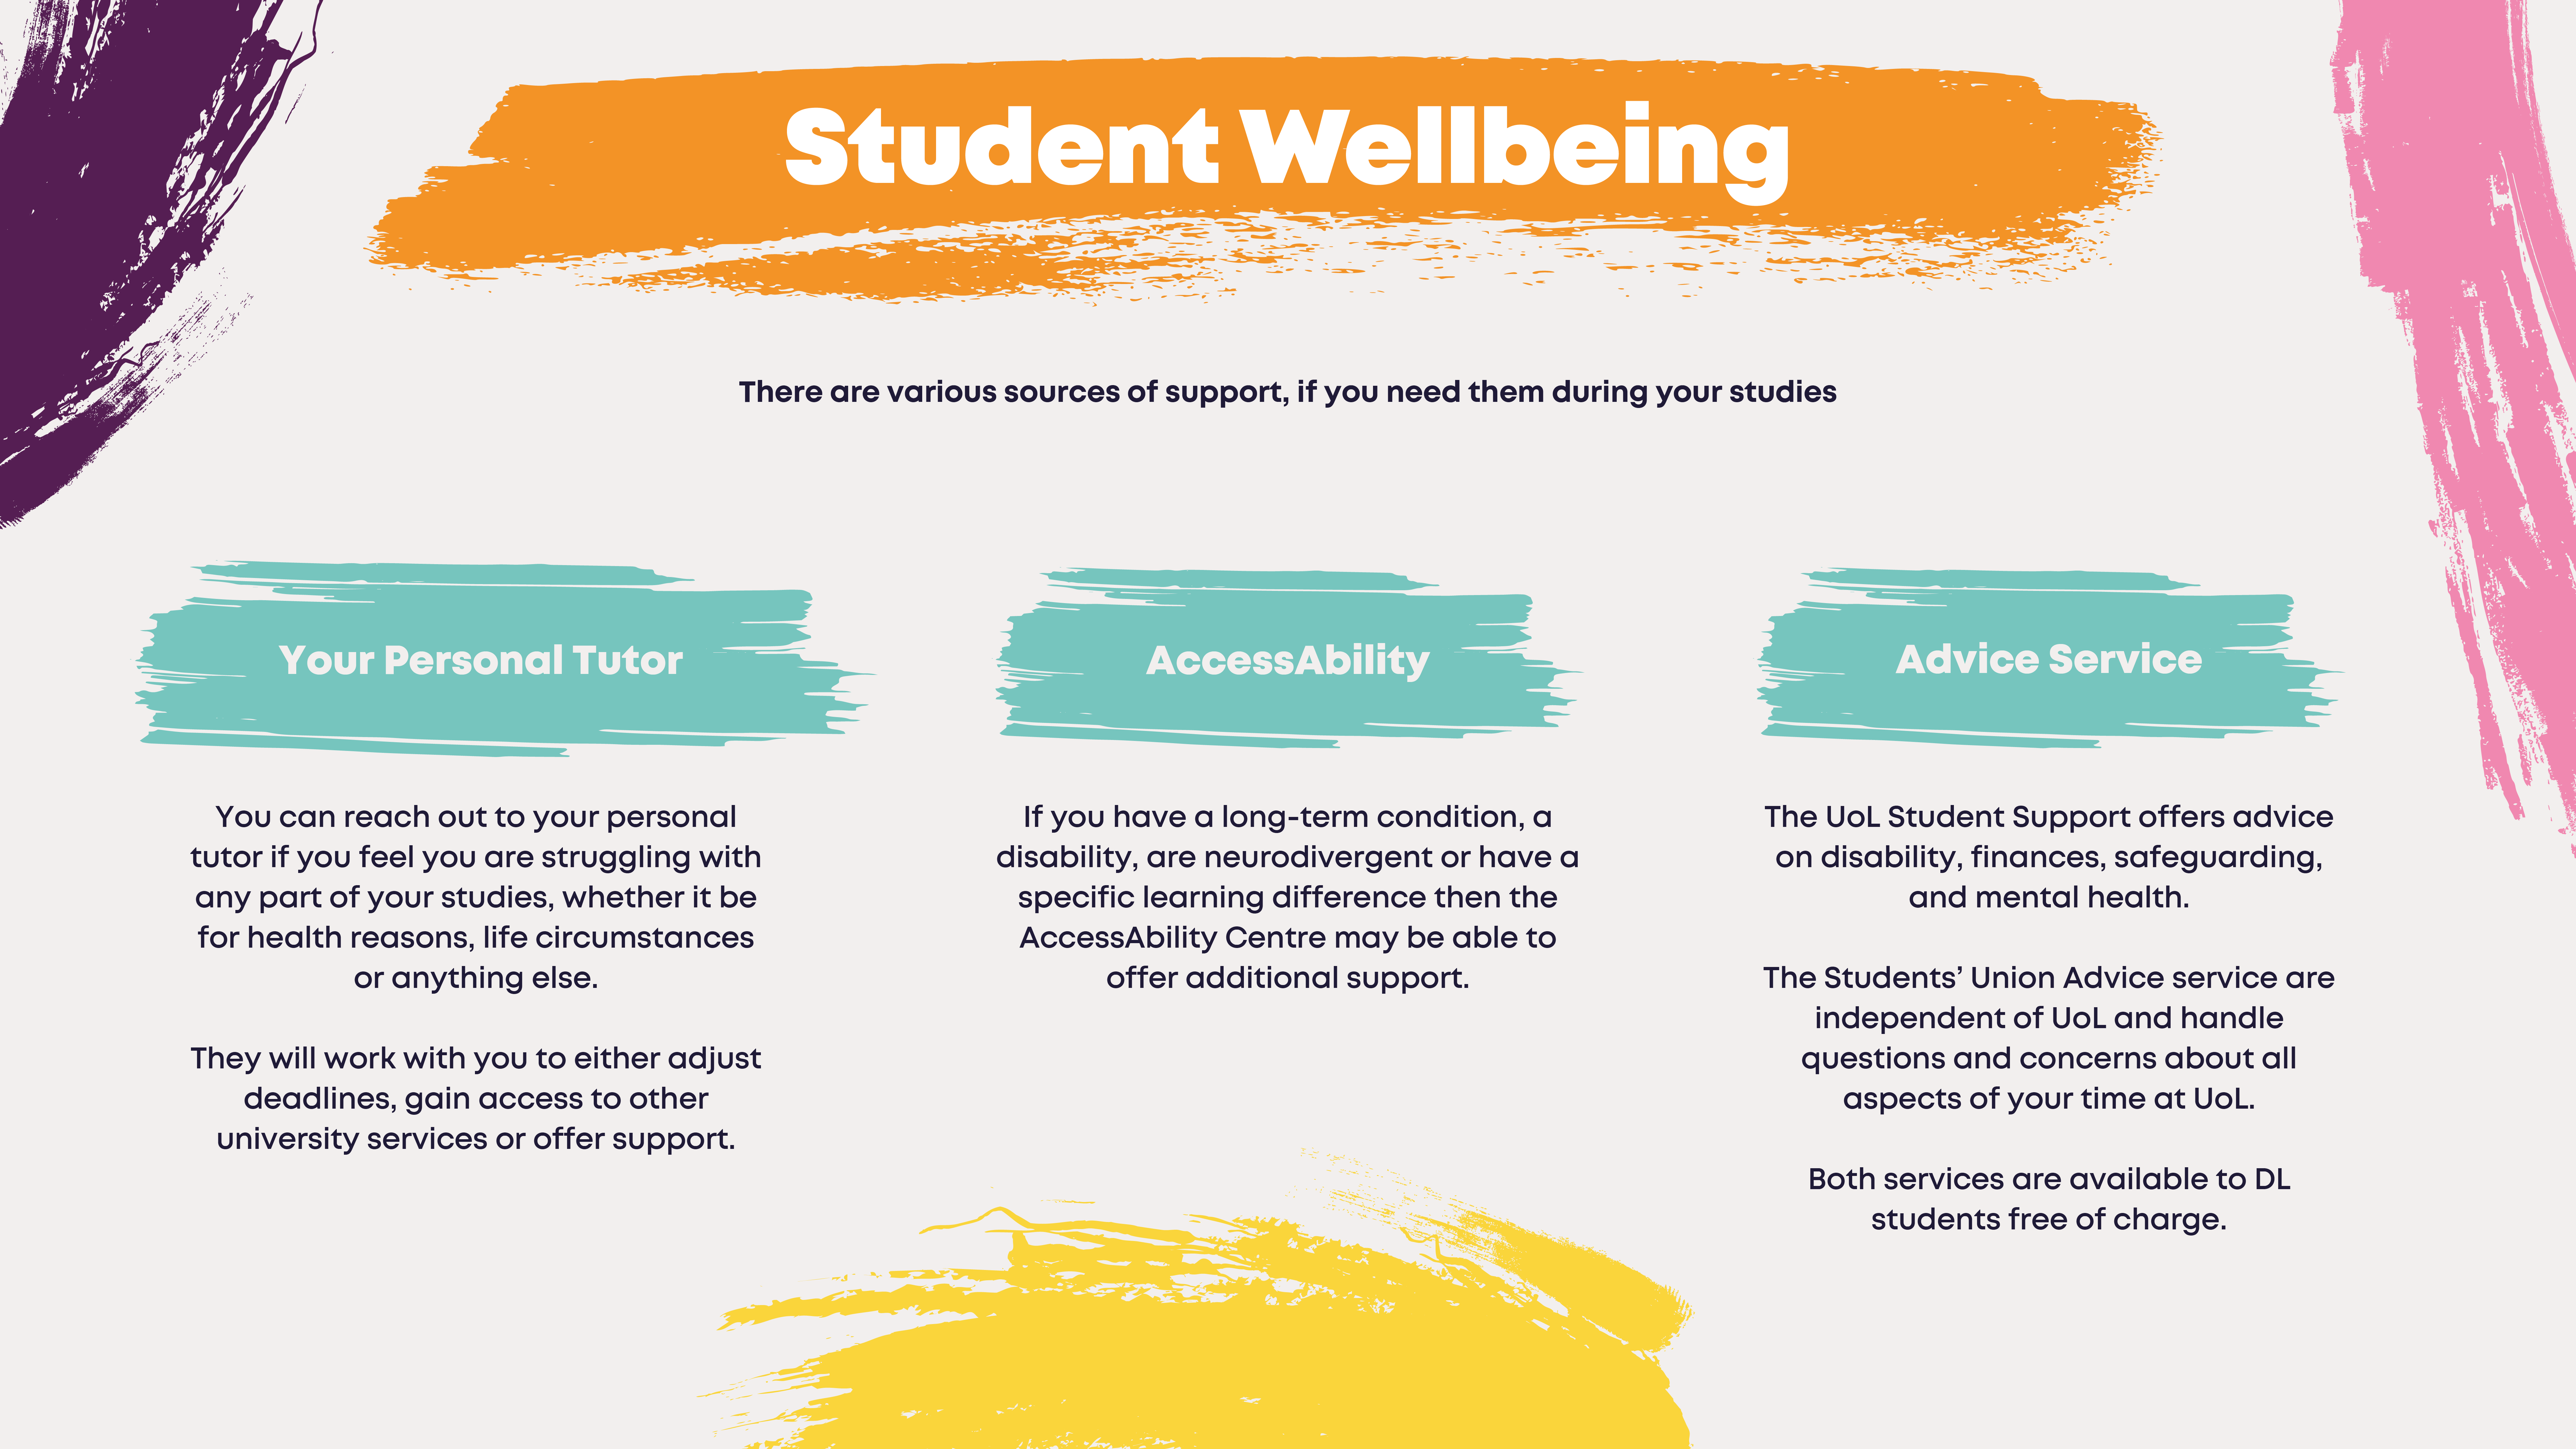 Student Wellbeing
There are various sources of support, if you need them during your studies
Your Personal Tutor
You can reach out to your personal
tutor if you feel you are struggling with
any part of your studies, whether it be
for health reasons, life circumstances
or anything else.
They will work with you to either adjust
deadlines, gain access to other
university services or offer support.
AccessAbility
If you have a long-term condition, a
disability, are neurodivergent or have a
specific learning difference then the
AccessAbility Centre may be able to
offer additional support.
Advice Service
The UoL Student Support offers advice
on disability, finances, safeguarding,
and mental health.
The Students’ Union Advice service are
independent of UoL and handle
questions and concerns about all
aspects of your time at UoL.
Both services are available to DL
students free of charge.